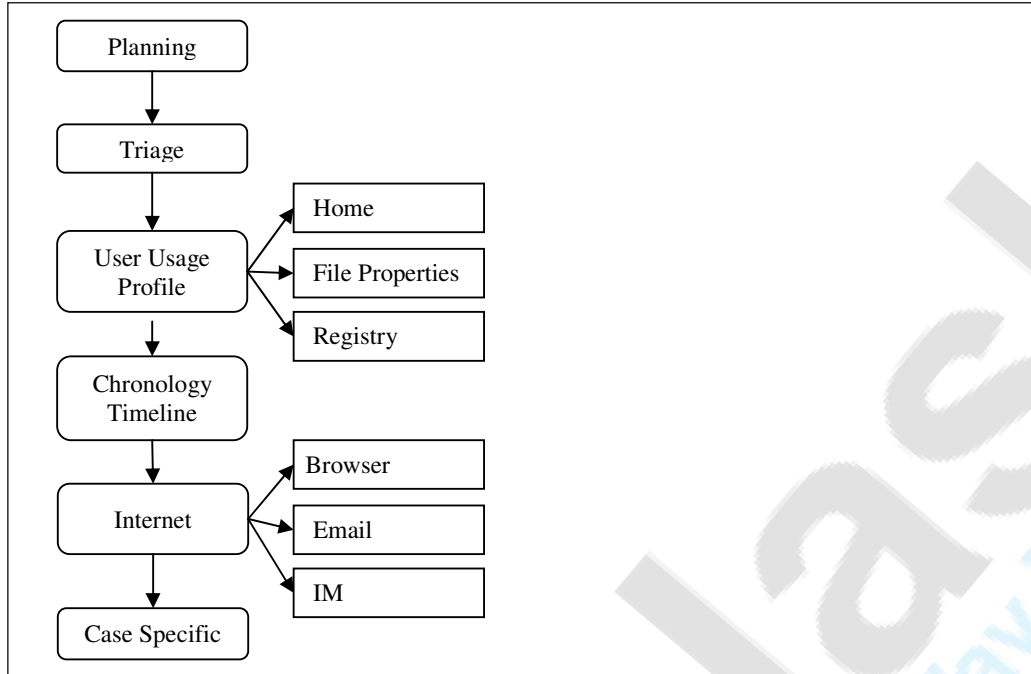 Planning
Triage
User Usage
Profile
Home
File Properties
Registry
Chronology
Timeline
Internet
Browser
Email
IM
Case Specific